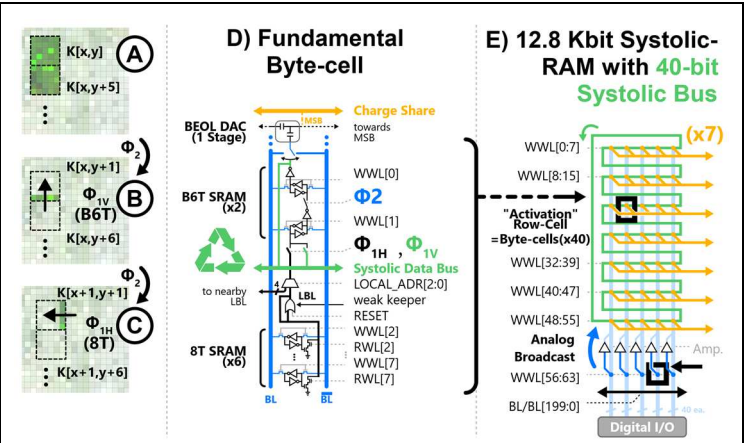 K[x,y]
A
K[x,y+5]
Φ2
K[x,y+1]
Φ1V
(B6T)
B
K[x,y+6]
Φ2
K[x+1,y+1]
Φ1H
(8T)
C
K[x+1,y+6]
D) Fundamental
Byte-cell
Charge Share
MSB
BEOL DAC
(1 Stage)
towards
MSB
WWL[0]
B6T SRAM
(x2)
Φ2
WWL[1]
Φ1H , Φ1V
Systolic Data Bus
to nearby
LBL
4
LBL
LOCAL_ADR[2:0]
weak keeper
RESET
8T SRAM
(x6)
WWL[2]
RWL[2]
WWL[7]
RWL[7]
BL
BL
E) 12.8 Kbit Systolic-
RAM with 40-bit
Systolic Bus
(x7)
WWL[0:7]
WWL[8:15]
"Activation"
Row-Cell
=Byte-cells(x40)
WWL[32:39]
WWL[40:47]
WWL[48:55]
Analog
Broadcast
Amp.
WWL[56:63]
BL/BL[199:0]
40 ea.
Digital I/O